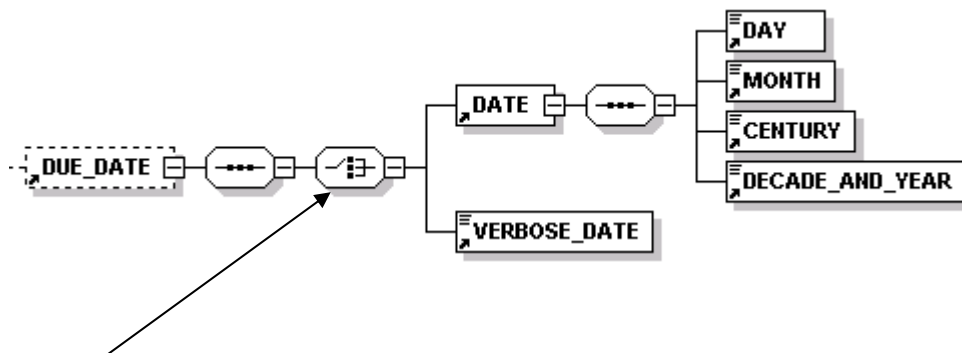 DAY
MONTH
DATE
CENTURY
DUE_DATE
DECADE_AND_YEAR
VERBOSE_DATE